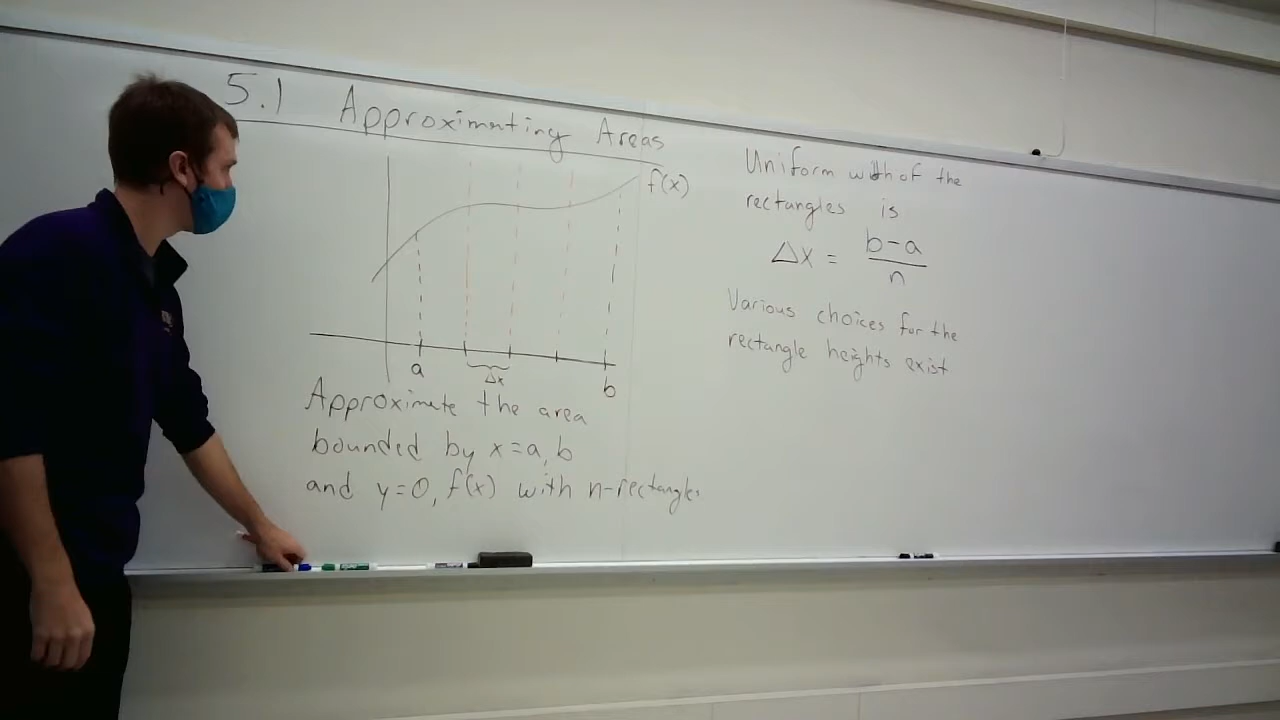 5.1 Approximating Areas
f(x)
a
Δx
b
Approximate the area
bounded by x=a, b
and y=0, f(x) with n-rectangles
Uniform width of the
rectangles is
Δx = b-a
n
Various choices for the
rectangle heights exist